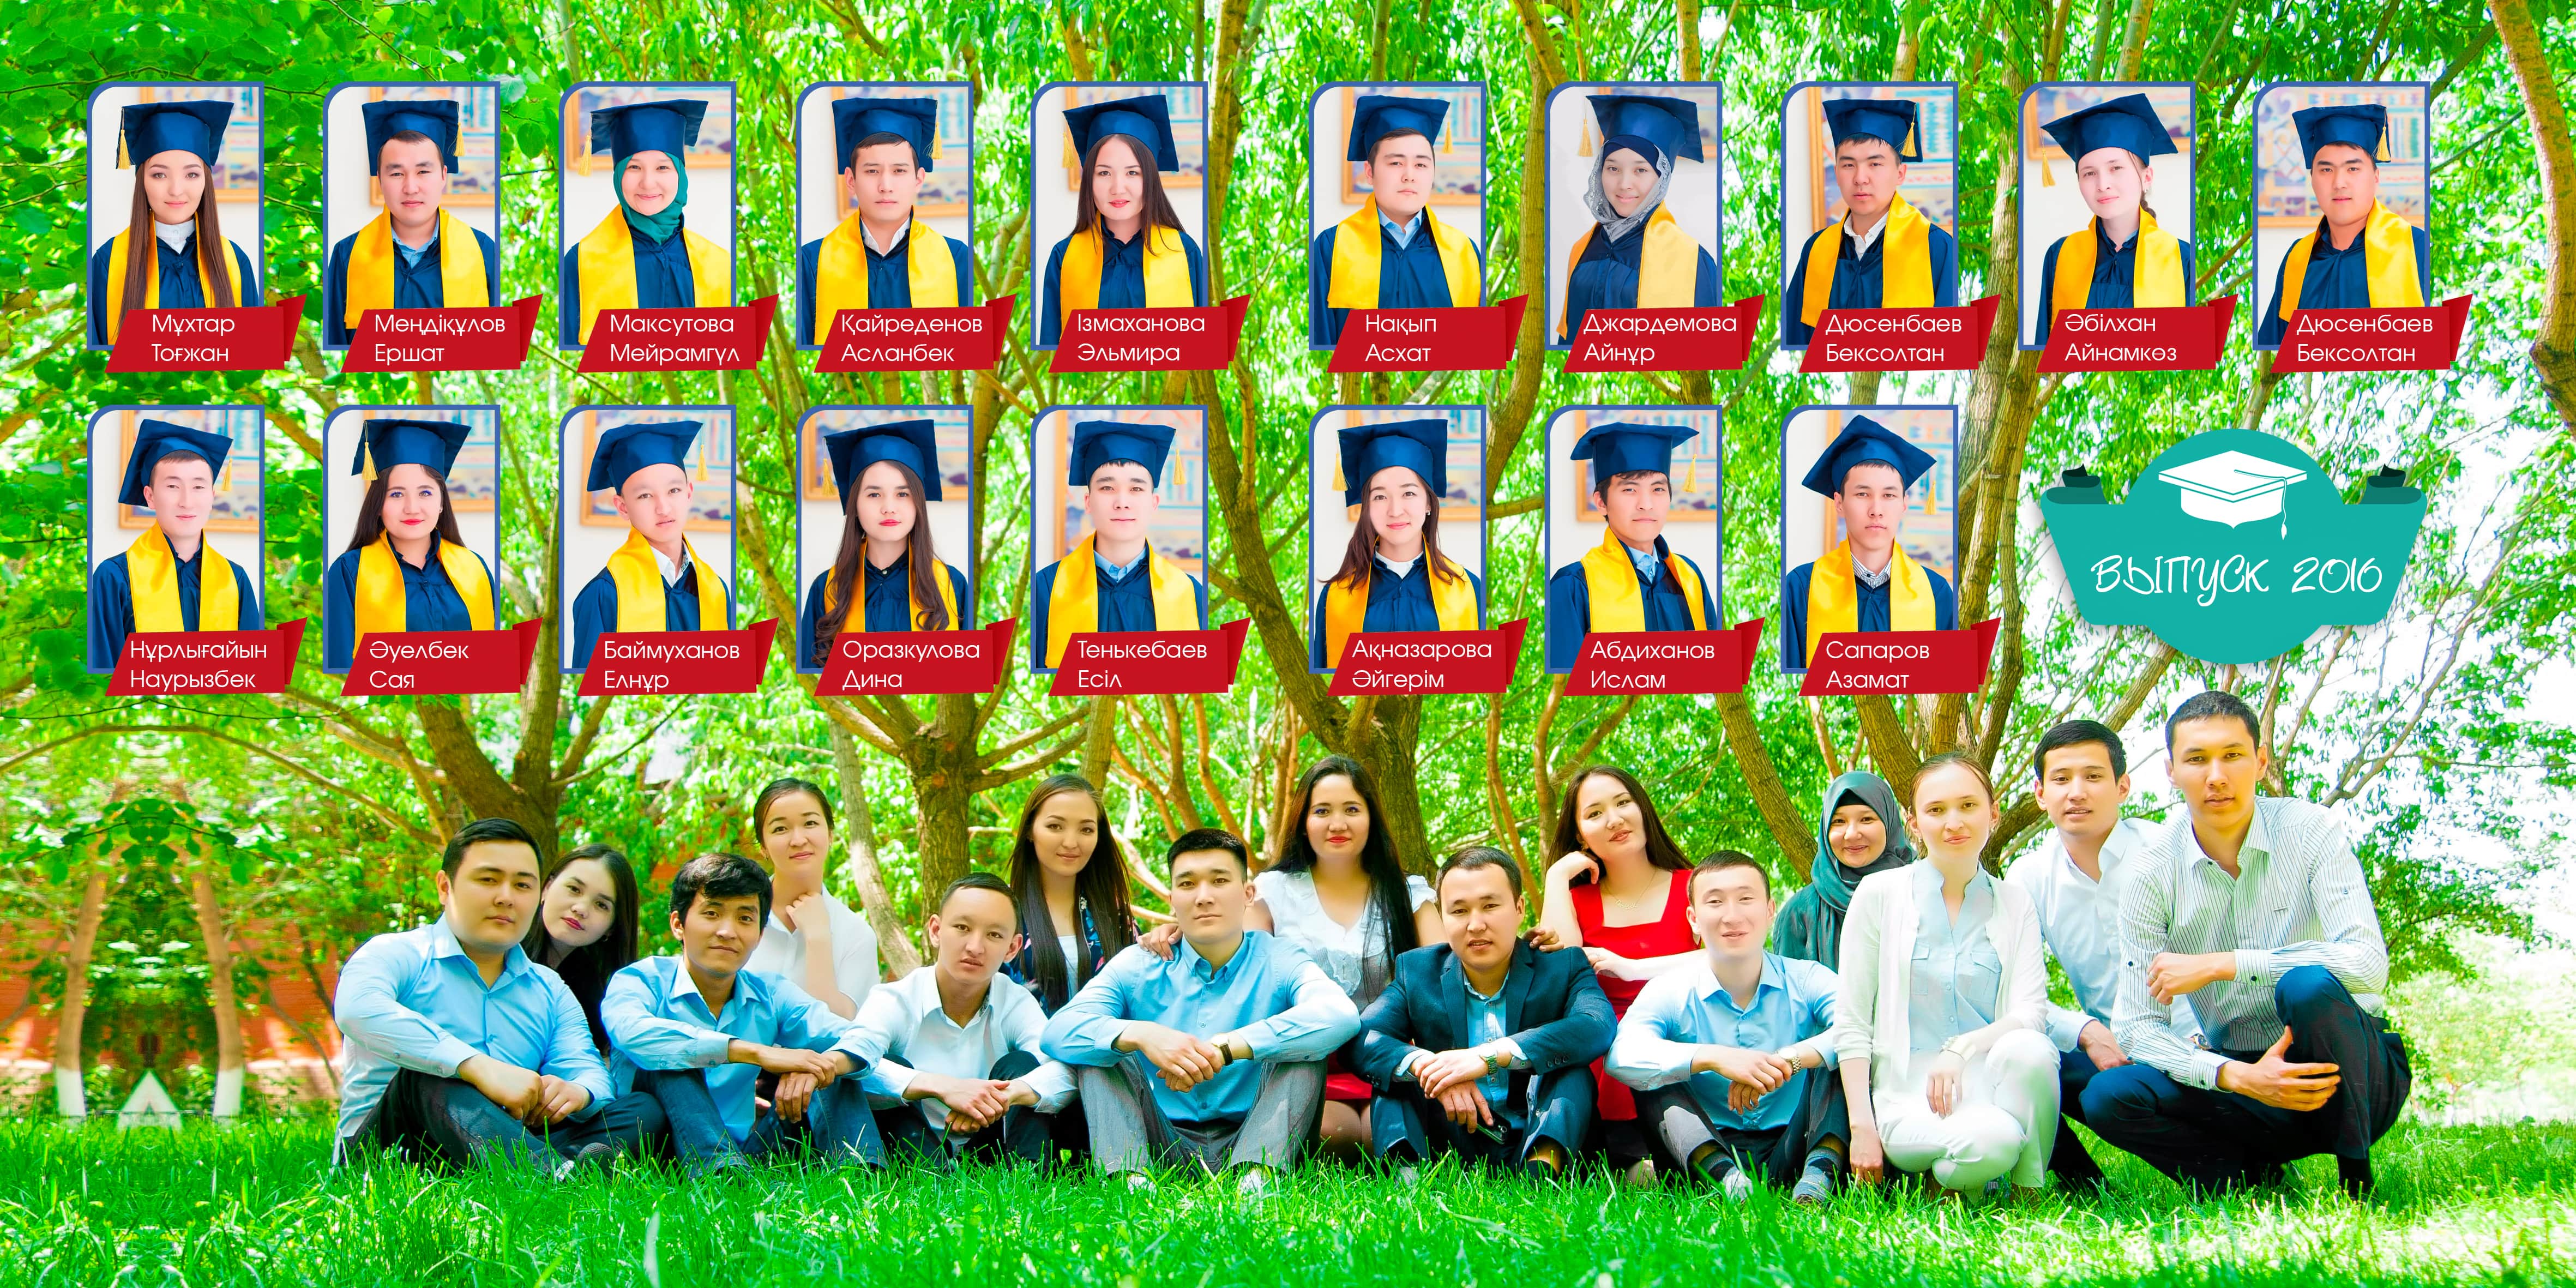 Мұхтар
Тоғжан
Меңдіқұлов
Ершат
Максутова
Мейрамгүл
Қайреденов
Асланбек
Ізмаханова
Эльмира
Нақып
Асхат
Джардемова
Айнұр
Дюсенбаев
Бексолтан
Әбілхан
Айнамкөз
Дюсенбаев
Бексолтан
Нұрлығайын
Наурызбек
Әуелбек
Сая
Баймуханов
Елнұр
Оразкулова
Дина
Тенькебаев
Есіл
Ақназарова
Әйгерім
Абдиханов
Ислам
Сапаров
Азамат
ВЫПУСК 2016